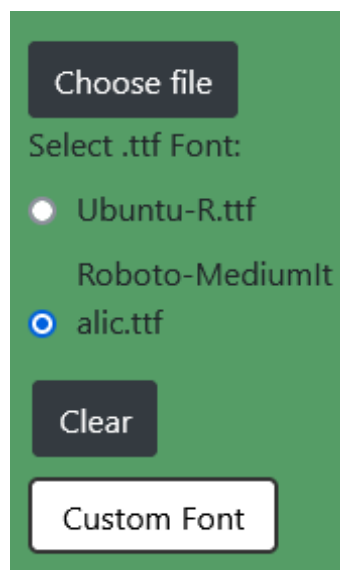 Choose file
Select .ttf Font:
Ubuntu-R.ttf
Roboto-MediumIt
alic.ttf
Clear
Custom Font